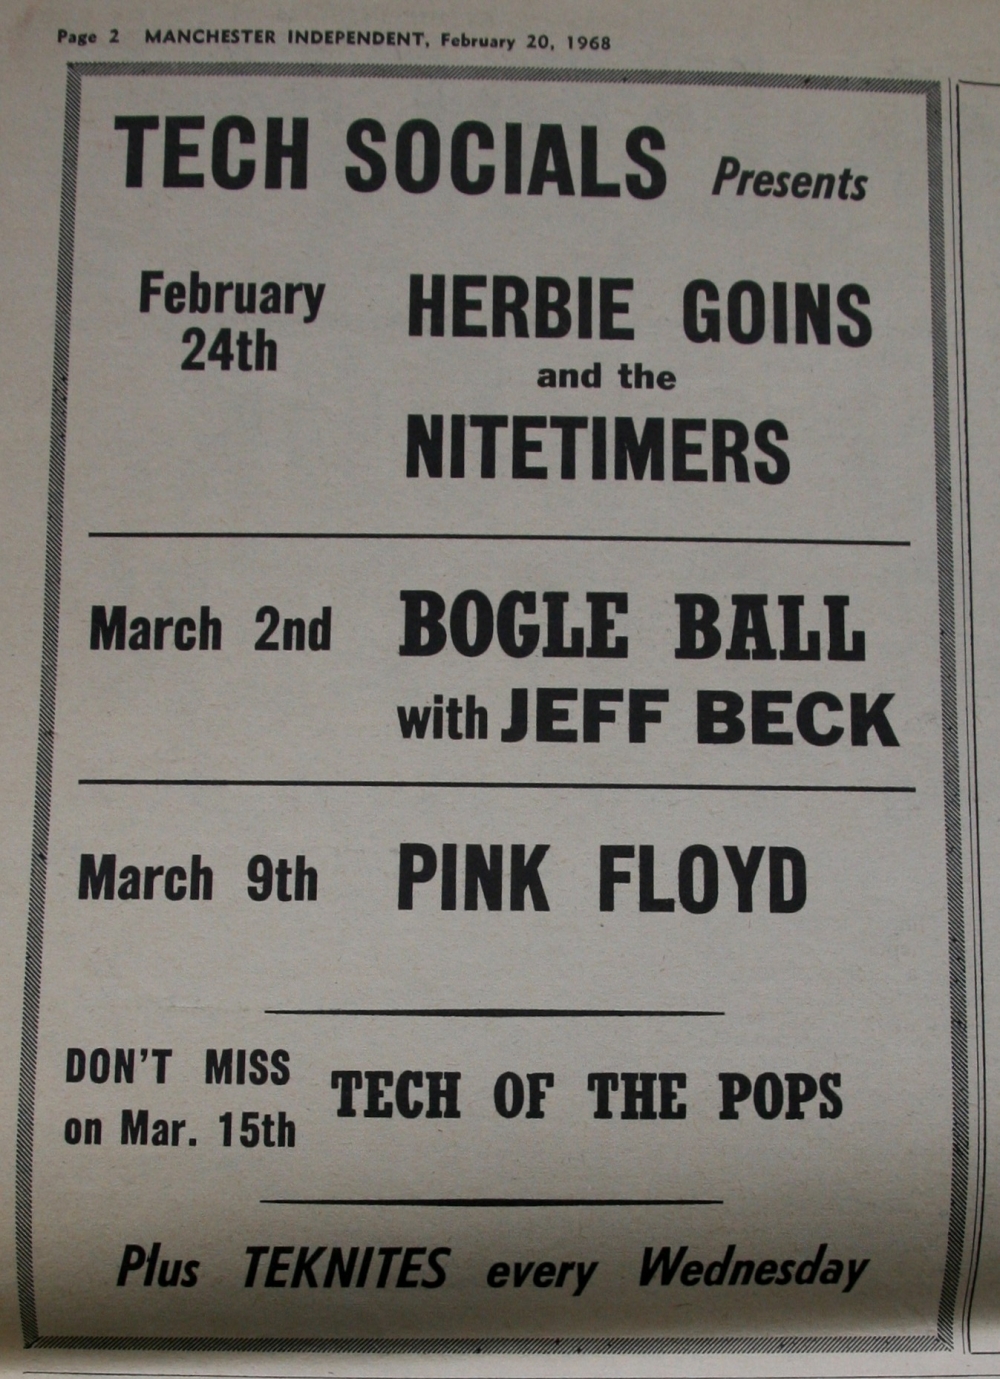 Page 2 MANCHESTER INDEPENDENT, February 20, 1968
TECH SOCIALS Presents
February
24th
HERBIE GOINS
and the
NITETIMERS
March 2nd BOGLE BALL
with JEFF BECK
March 9th PINK FLOYD
DON'T MISS
on Mar. 15th
TECH OF THE POPS
Plus TEKNITES every Wednesday